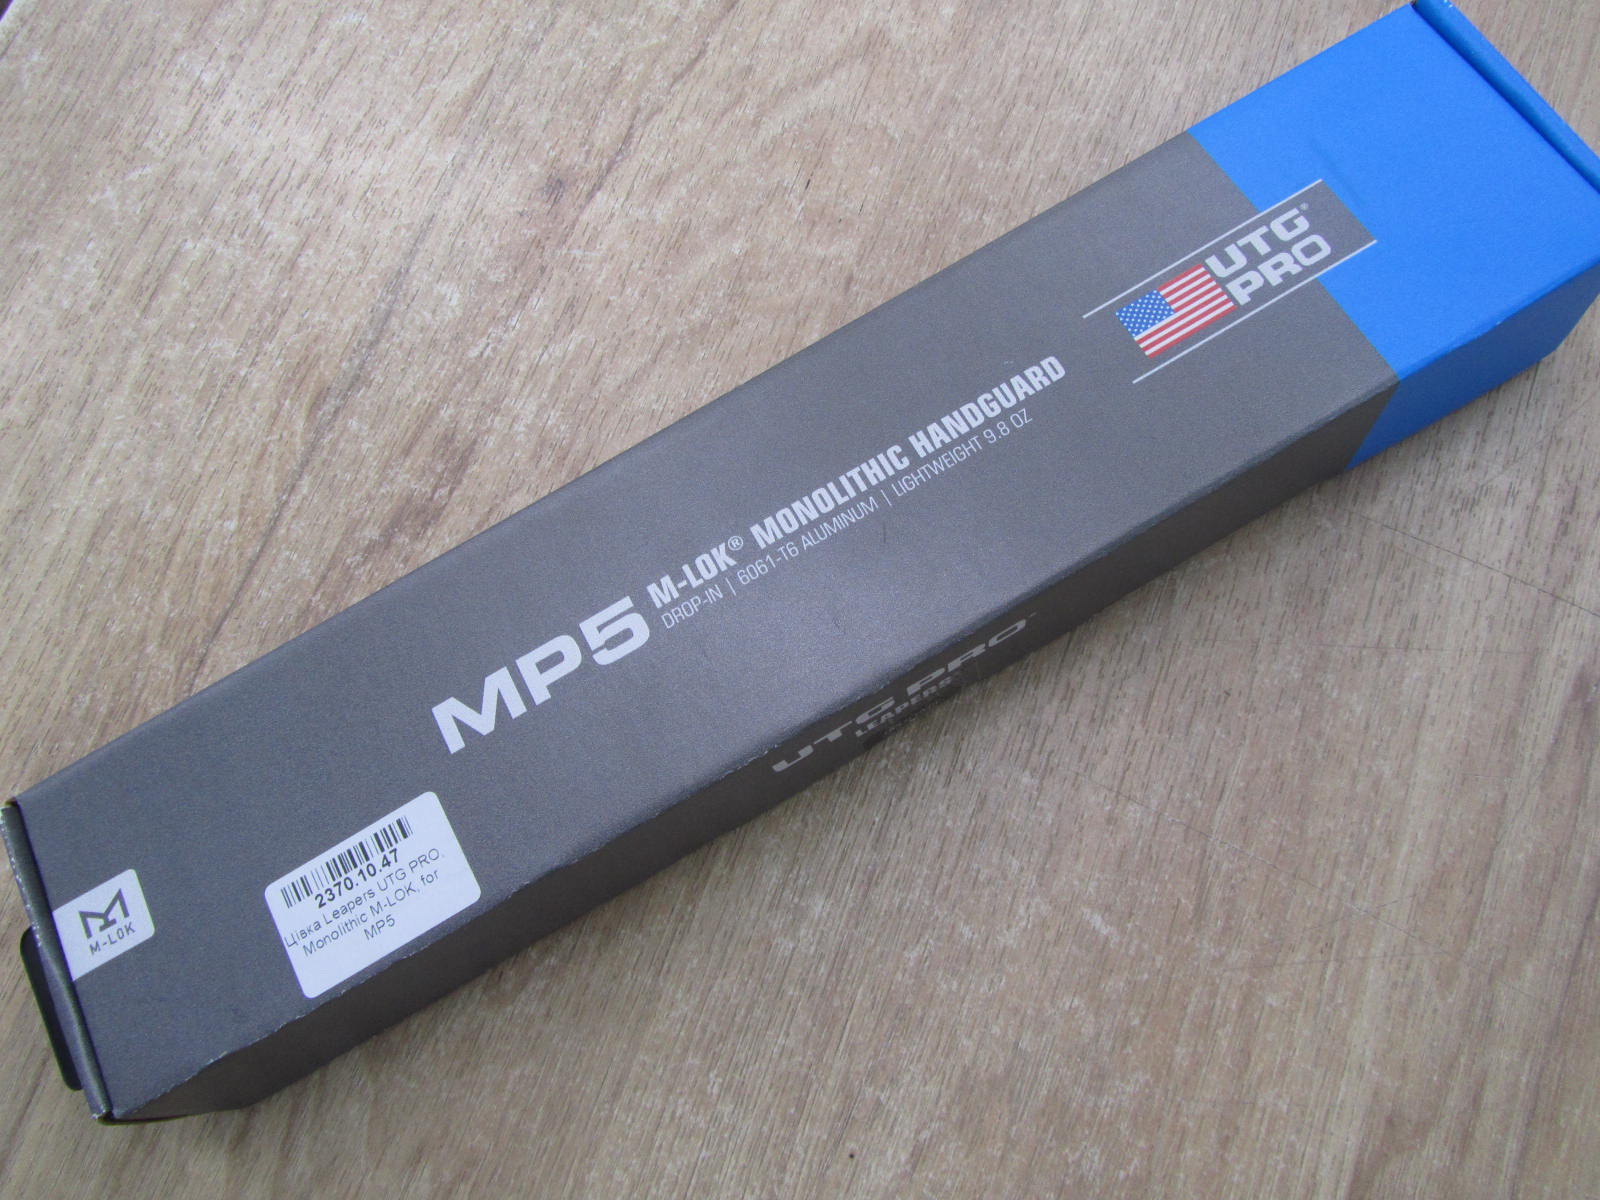 UTG®
PRO
MP5
M-LOK® MONOLITHIC HANDGUARD
DROP-IN | 6061-T6 ALUMINUM | LIGHTWEIGHT 9.8 OZ
UTG PRO
LEAPERS
2370.10.47
Цівка Leapers UTG PRO,
Monolithic M-LOK, for
MP5
M-LOK